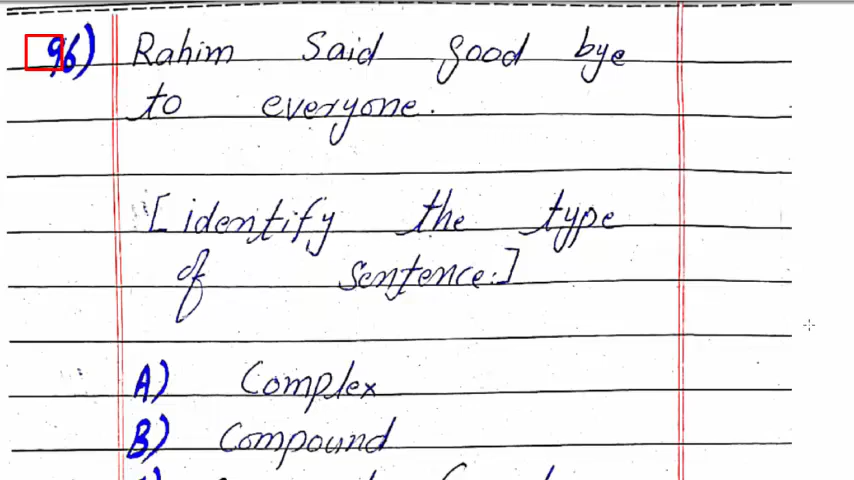 96) Rahim Said good bye
to everyone.
[identify the type
of sentence.]
A) Complex
B) Compound